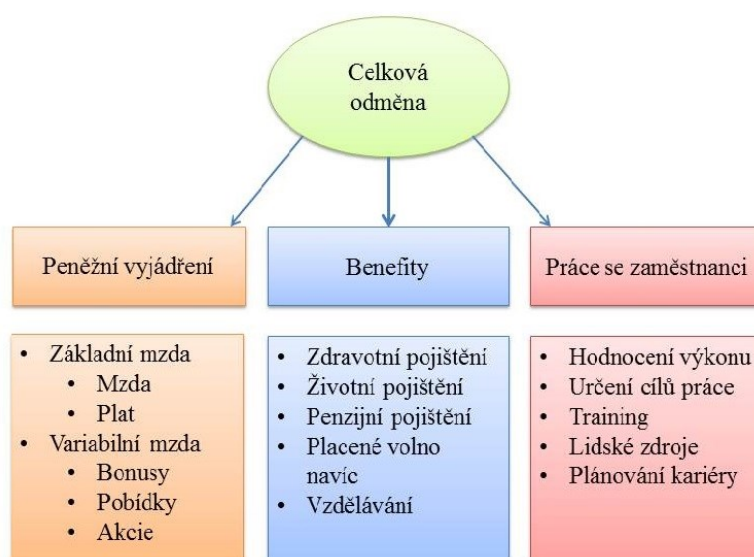 Celková
odměna
Peněžní vyjádření
Benefity
Práce se zaměstnanci
• Základní mzda
• Mzda
• Plat
• Variabilní mzda
• Bonusy
• Pobídky
• Akcie
• Zdravotní pojištění
• Životní pojištění
• Penzijní pojištění
• Placené volno
navíc
• Vzdělávání
• Hodnocení výkonu
• Určení cílů práce
• Training
• Lidské zdroje
• Plánování kariéry